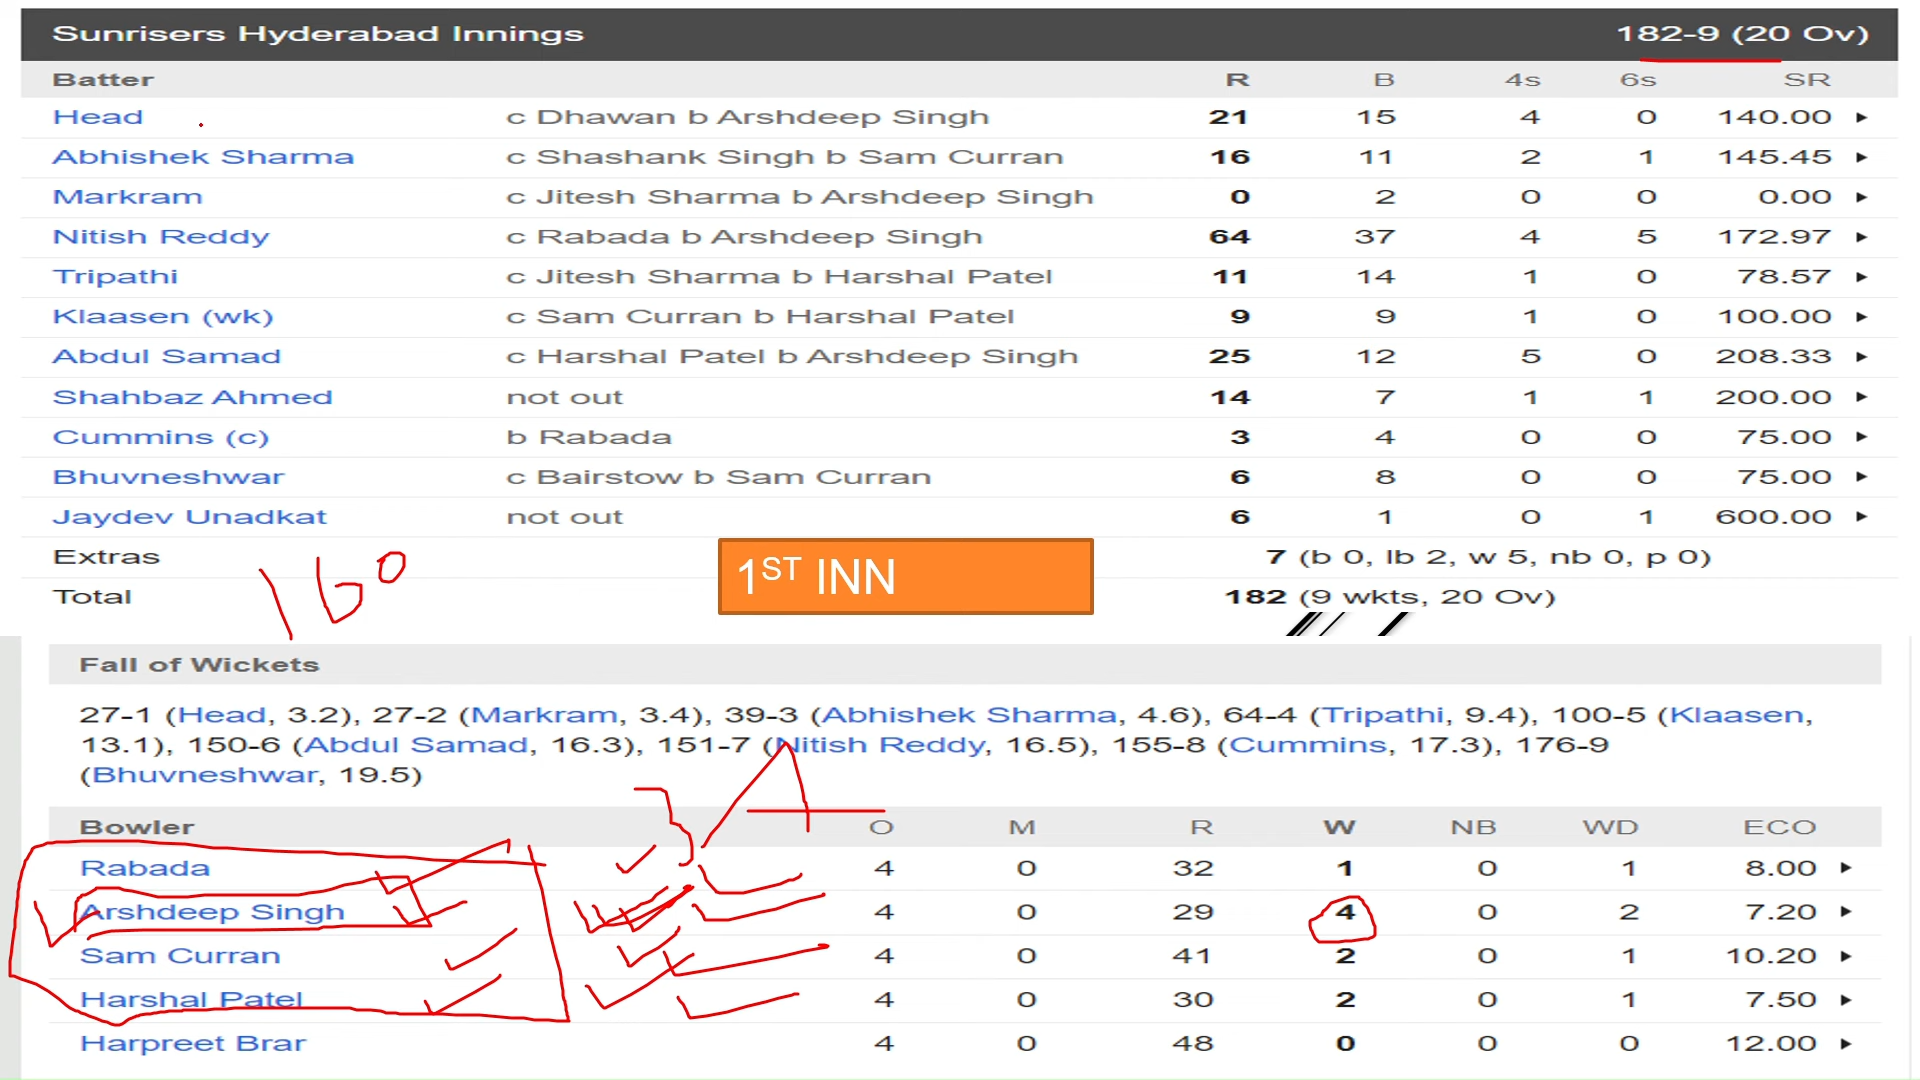 Sunrisers Hyderabad Innings 182-9 (20 Ov)
Batter R B 4s 6s SR
Head c Dhawan b Arshdeep Singh 21 15 4 0 140.00
Abhishek Sharma c Shashank Singh b Sam Curran 16 11 2 1 145.45
Markram c Jitesh Sharma b Arshdeep Singh 0 2 0 0 0.00
Nitish Reddy c Rabada b Arshdeep Singh 64 37 4 5 172.97
Tripathi c Jitesh Sharma b Harshal Patel 11 14 1 0 78.57
Klaasen (wk) c Sam Curran b Harshal Patel 9 9 1 0 100.00
Abdul Samad c Harshal Patel b Arshdeep Singh 25 12 5 0 208.33
Shahbaz Ahmed not out 14 7 1 1 200.00
Cummins (c) b Rabada 3 4 0 0 75.00
Bhuvneshwar c Bairstow b Sam Curran 6 8 0 0 75.00
Jaydev Unadkat not out 6 1 0 1 600.00
Extras 7 (b 0, lb 2, w 5, nb 0, p 0)
160
1ST INN
Total 182 (9 wkts, 20 Ov)
Fall of Wickets
27-1 (Head, 3.2), 27-2 (Markram, 3.4), 39-3 (Abhishek Sharma, 4.6), 64-4 (Tripathi, 9.4), 100-5 (Klaasen,
13.1), 150-6 (Abdul Samad, 16.3), 151-7 (Nitish Reddy, 16.5), 155-8 (Cummins, 17.3), 176-9
(Bhuvneshwar, 19.5)
Bowler O M R W NB WD ECO
Rabada 4 0 32 1 0 1 8.00
Arshdeep Singh 4 0 29 4 0 2 7.20
Sam Curran 4 0 41 2 0 1 10.20
Harshal Patel 4 0 30 2 0 1 7.50
Harpreet Brar 4 0 48 0 0 0 12.00